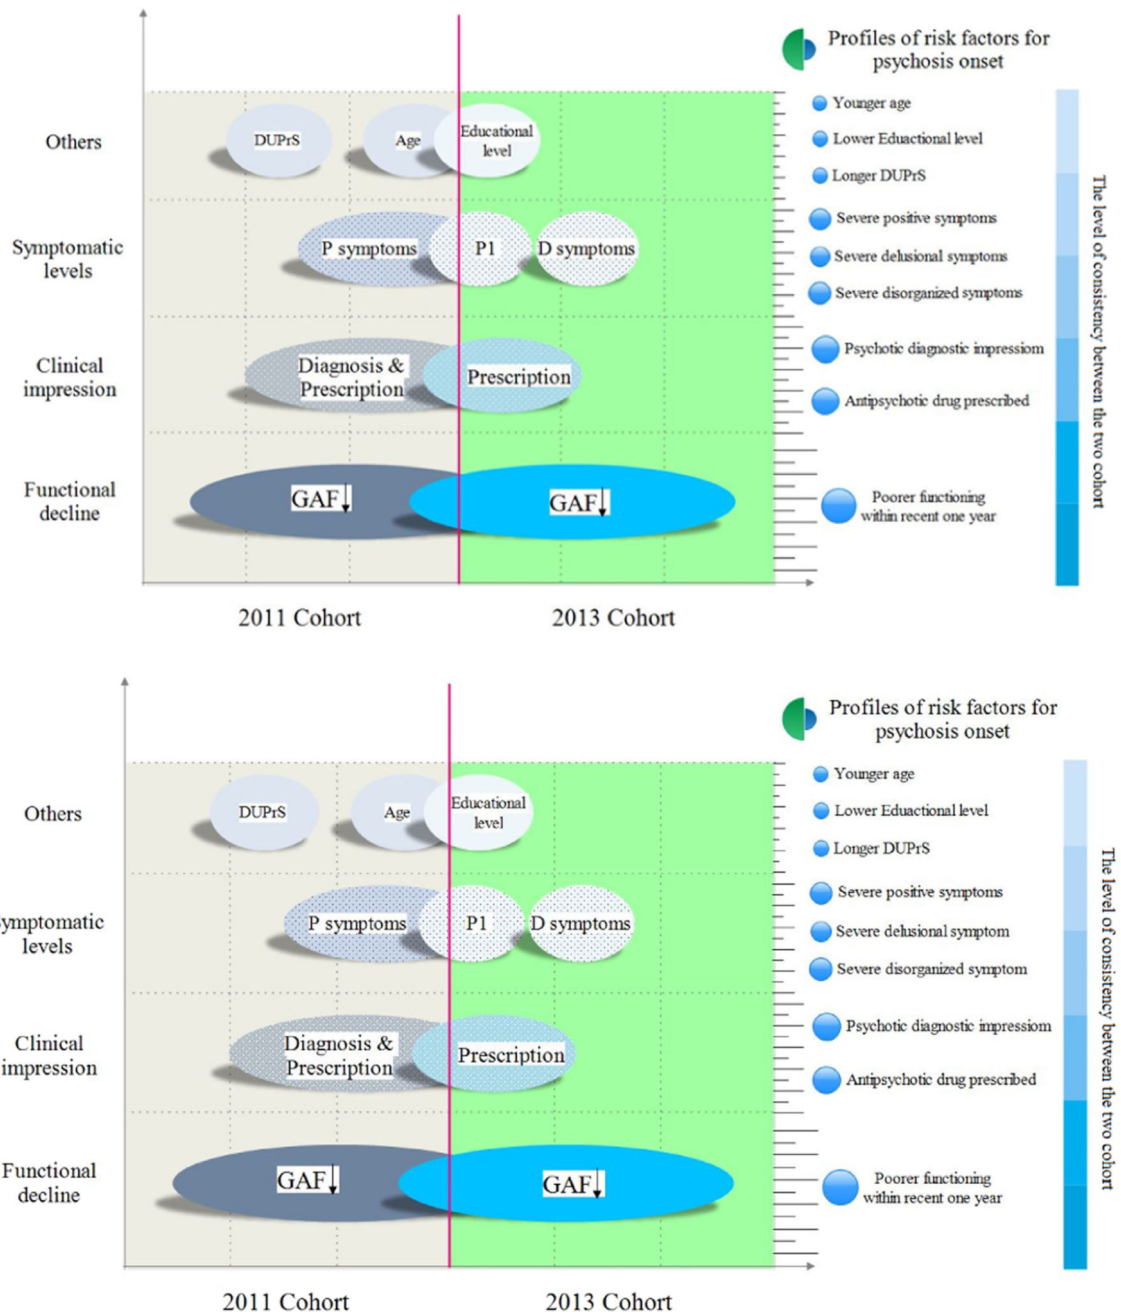 Profiles of risk factors for
psychosis onset
Others
DUPrS
Age
Educational
level
Younger age
Lower Eduactional level
Longer DUPrS
Symptomatic
levels
P symptoms
P1
D symptoms
Severe positive symptoms
Severe delusional symptoms
Severe disorganized symptoms
Clinical
impression
Diagnosis &
Prescription
Prescription
Psychotic diagnostic impressiom
Antipsychotic drug prescribed
Functional
decline
GAF↓
GAF↓
Poorer functioning
within recent one year
The level of consistency between the two cohort
2011 Cohort
2013 Cohort
Profiles of risk factors for
psychosis onset
Others
DUPrS
Age
Educational
level
Younger age
Lower Eduactional level
Longer DUPrS
ymptomatic
levels
P symptoms
P1
D symptoms
Severe positive symptoms
Severe delusional symptom
Severe disorganized symptom
Clinical
impression
Diagnosis &
Prescription
Prescription
Psychotic diagnostic impressiom
Antipsychotic drug prescribed
Functional
decline
GAF↓
GAF↓
Poorer functioning
within recent one year
The level of consistency between the two cohort
2011 Cohort
2013 Cohort